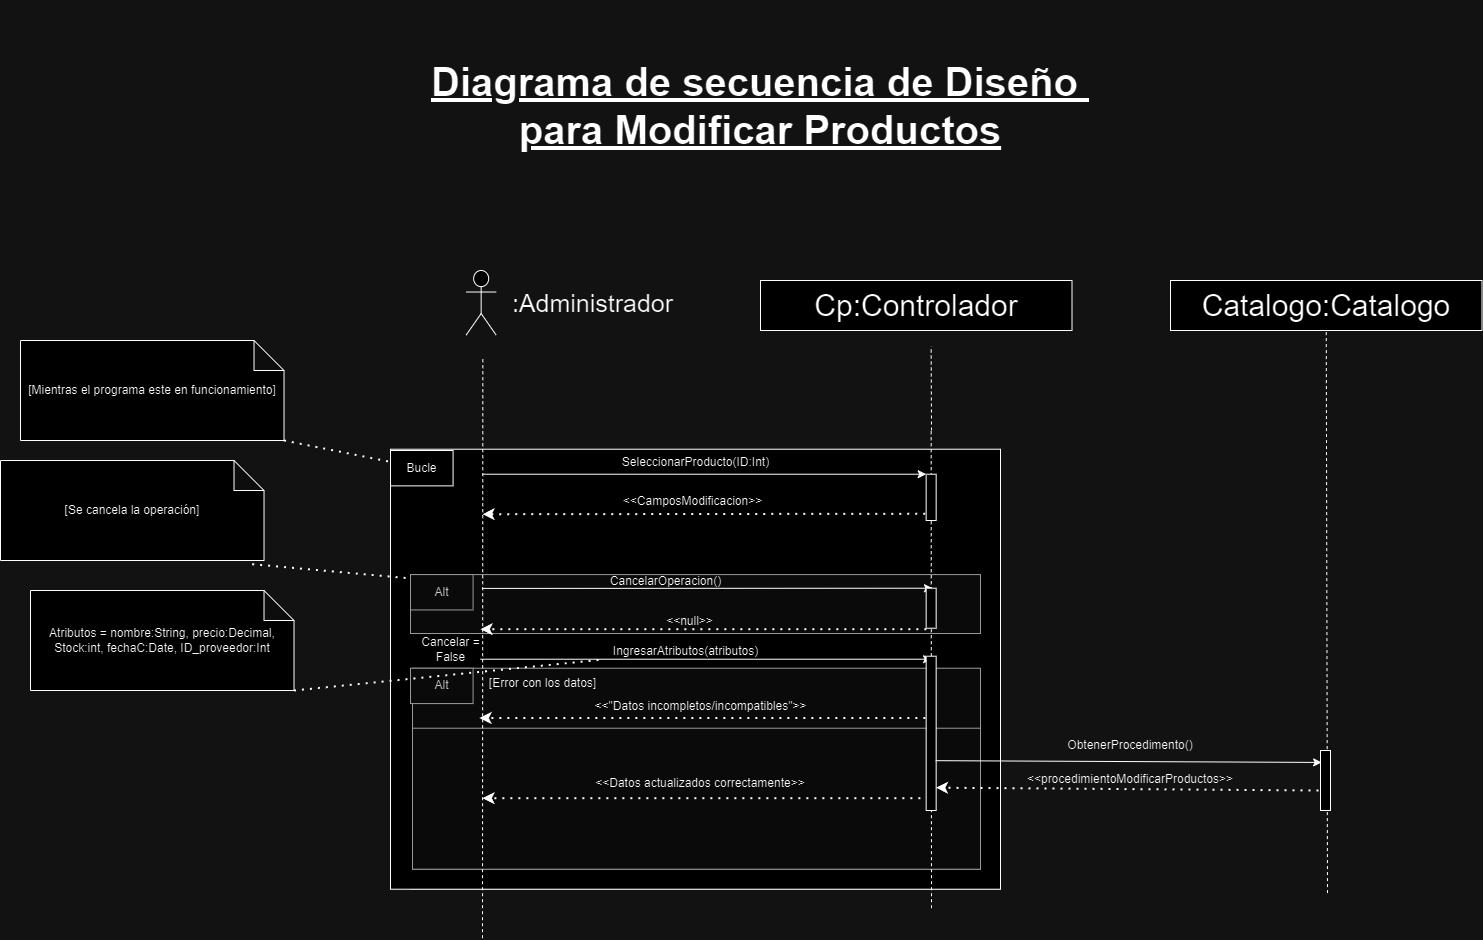 Diagrama de secuencia de Diseño
para Modificar Productos
:Administrador
Cp:Controlador
Catalogo:Catalogo
[Mientras el programa este en funcionamiento]
Bucle
SeleccionarProducto(ID:Int)
<<CamposModificacion>>
[Se cancela la operación]
Alt
CancelarOperacion()
<<null>>
Atributos = nombre:String, precio:Decimal,
Stock:int, fechaC:Date, ID_proveedor:Int
Cancelar =
False
IngresarAtributos(atributos)
Alt
[Error con los datos]
<<"Datos incompletos/incompatibles">>
ObtenerProcedimento()
<<procedimientoModificarProductos>>
<<Datos actualizados correctamente>>